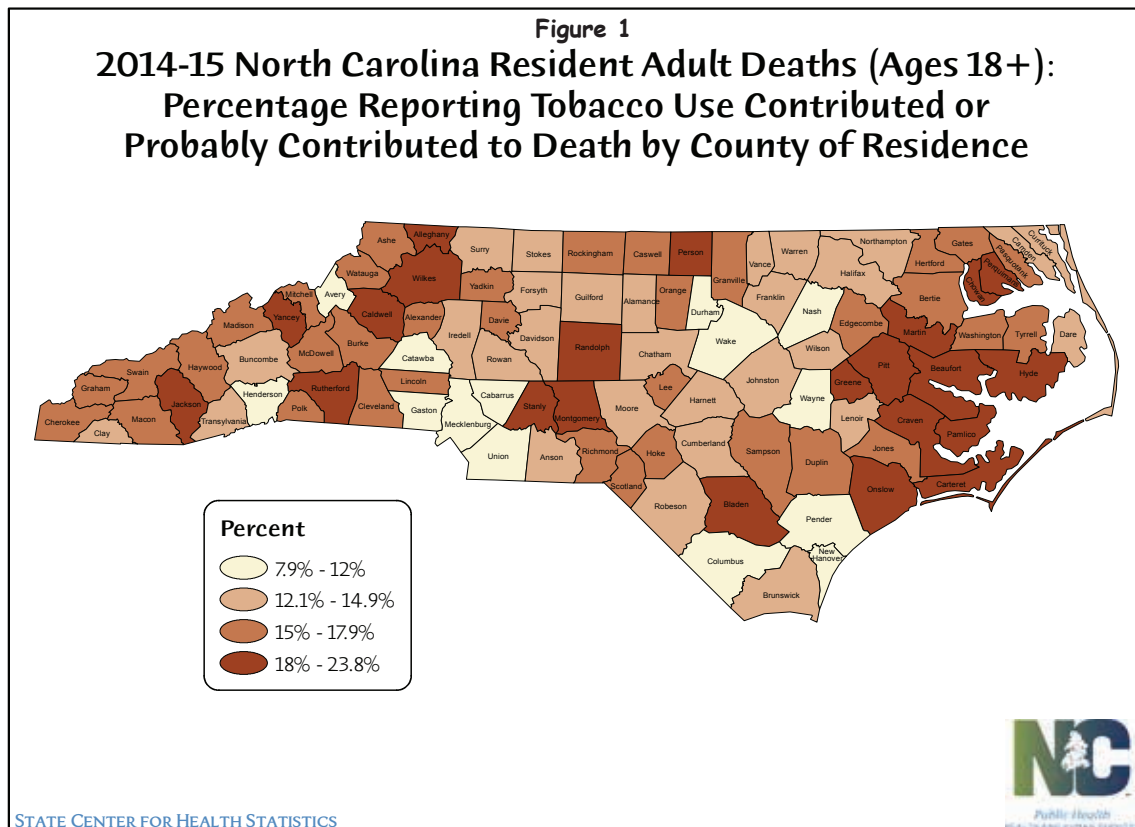 Figure 1
2014-15 North Carolina Resident Adult Deaths (Ages 18+):
Percentage Reporting Tobacco Use Contributed or
Probably Contributed to Death by County of Residence
Ashe
Alleghany
Surry
Stokes
Rockingham
Caswell
Person
Granville
Vance
Warren
Northampton
Gates
Hertford
Halifax
Pasquotank
Camden
Currituck
Perquimans
Chowan
Watauga
Wilkes
Yadkin
Forsyth
Guilford
Alamance
Orange
Durham
Franklin
Nash
Edgecombe
Bertie
Avery
Mitchell
Yancey
Caldwell
Alexander
Iredell
Davie
Davidson
Randolph
Chatham
Wake
Wilson
Martin
Washington
Tyrrell
Dare
Madison
Buncombe
McDowell
Burke
Catawba
Rowan
Lincoln
Haywood
Swain
Graham
Cherokee
Clay
Macon
Jackson
Transylvania
Henderson
Polk
Rutherford
Cleveland
Gaston
Mecklenburg
Cabarrus
Stanly
Montgomery
Moore
Lee
Harnett
Johnston
Wayne
Greene
Pitt
Beaufort
Hyde
Lenoir
Craven
Pamlico
Union
Anson
Richmond
Scotland
Hoke
Cumberland
Sampson
Duplin
Jones
Onslow
Carteret
Robeson
Bladen
Pender
New
Hanover
Columbus
Brunswick
Percent
7.9% - 12%
12.1% - 14.9%
15% - 17.9%
18% - 23.8%
NC
Public Health
STATE CENTER FOR HEALTH STATISTICS